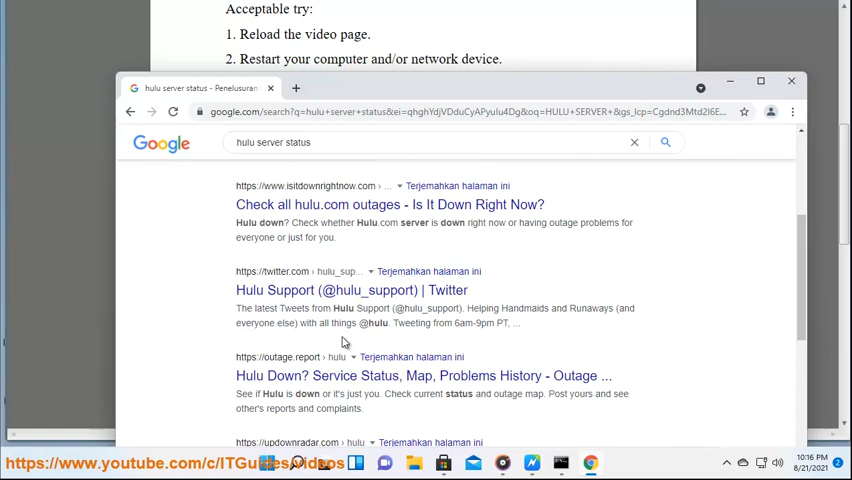 Acceptable try:
1. Reload the video page.
2. Restart your computer and/or network device.
hulu server status - Penelusuran
google.com/search?q=hulu+server+status&ei=qhghYdjVDduCyAPyulu4Dg&oq=HULU+SERVER+&gs_lcp=Cgdnd3Mtd2l6E...
Google
hulu server status
https://www.isitdownrightnow.com › ... Terjemahkan halaman ini
Check all hulu.com outages - Is It Down Right Now?
Hulu down? Check whether Hulu.com server is down right now or having outage problems for
everyone or just for you.
https://twitter.com › hulu_sup... Terjemahkan halaman ini
Hulu Support (@hulu_support) | Twitter
The latest Tweets from Hulu Support (@hulu_support). Helping Handmaids and Runaways (and
everyone else) with all things @hulu. Tweeting from 6am-9pm PT, ...
https://outage.report › hulu Terjemahkan halaman ini
Hulu Down? Service Status, Map, Problems History - Outage ...
See if Hulu is down or it's just you. Check current status and outage map. Post yours and see
other's reports and complaints.
https://updownradar.com › hulu Terjemahkan halaman ini
https://www.youtube.com/c/ITGuides/videos
10:16 PM
8/21/2021
2